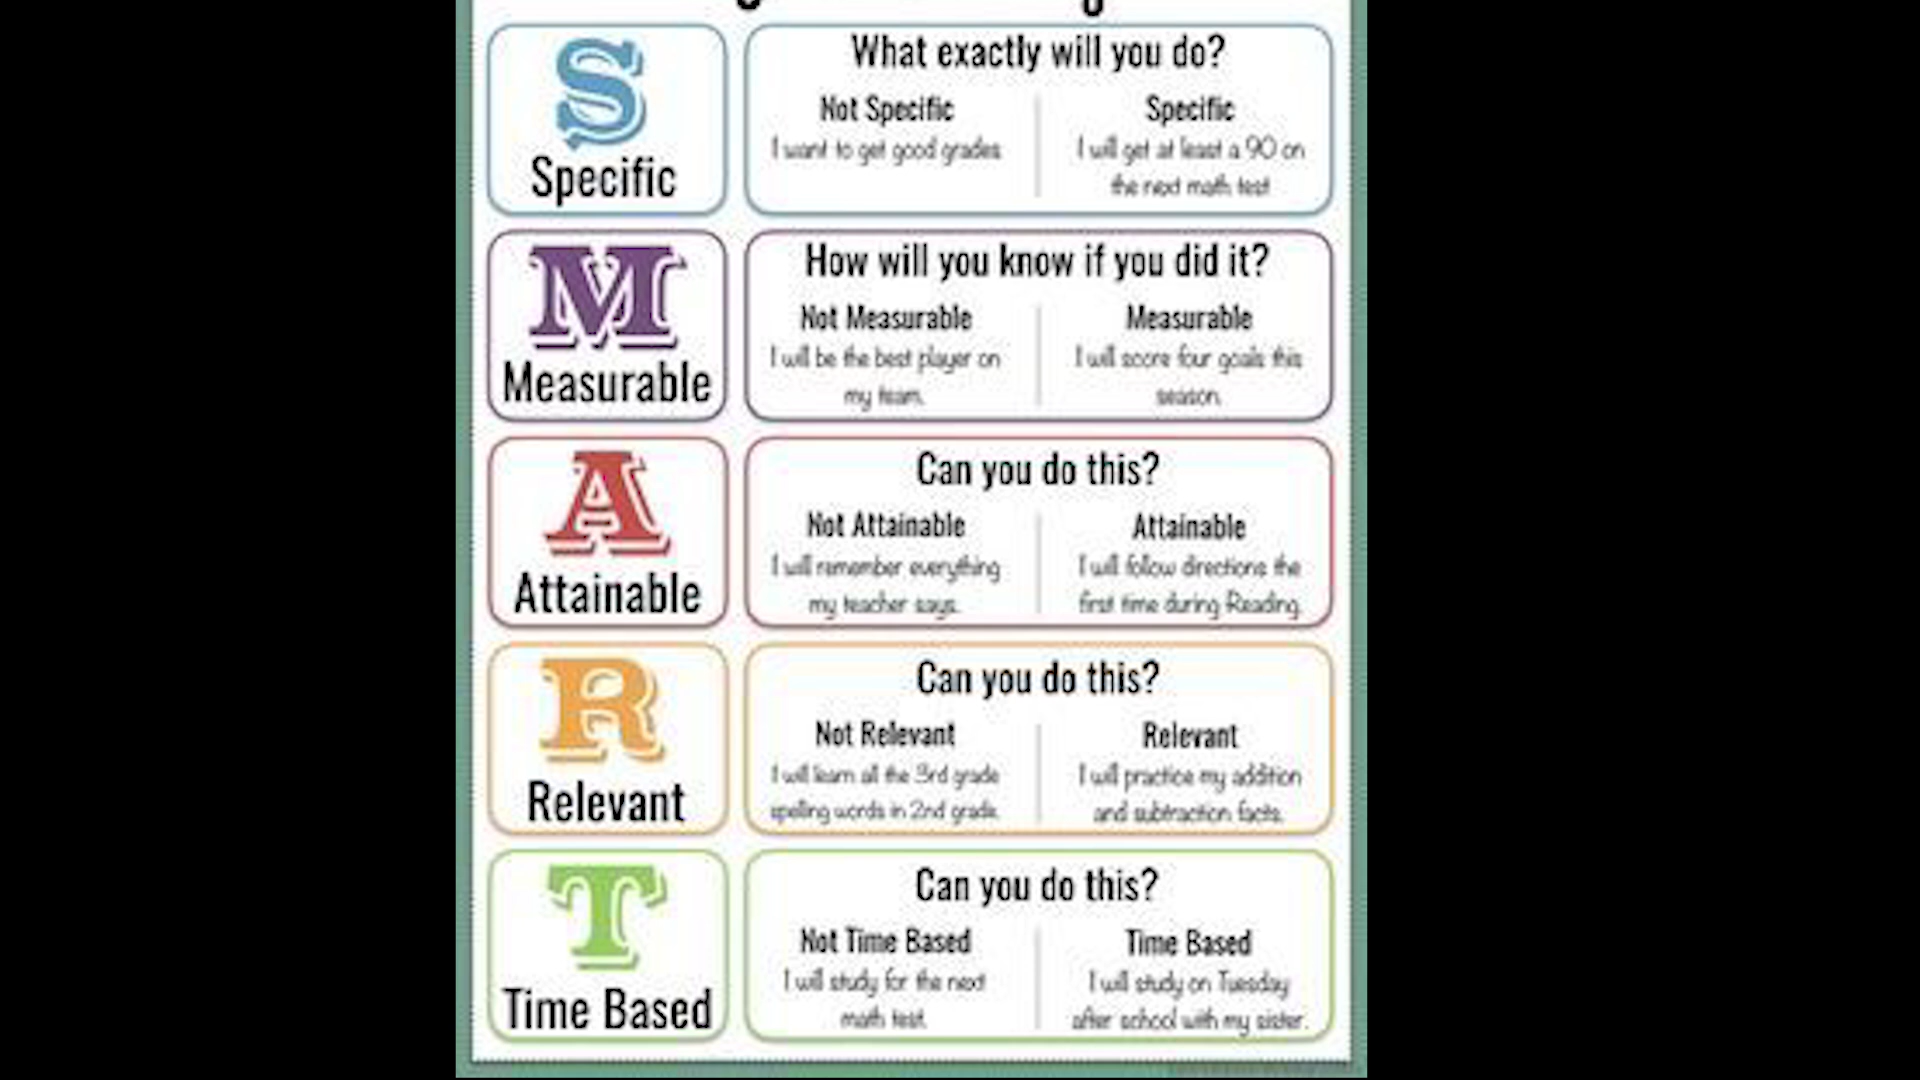 S
Specific
What exactly will you do?
Not Specific
I want to get good grades
Specific
I will get at least a 90 on
the next math test
M
Measurable
How will you know if you did it?
Not Measurable
I will be the best player on
my team.
Measurable
I will score four goals this
season.
A
Attainable
Can you do this?
Not Attainable
I will remember everything
my teacher says.
Attainable
I will follow directions the
first time during Reading.
R
Relevant
Can you do this?
Not Relevant
I will learn all the 3rd grade
spelling words in 2nd grade.
Relevant
I will practice my addition
and subtraction facts.
T
Time Based
Can you do this?
Not Time Based
I will study for the next
math test.
Time Based
I will study on Tuesday
after school with my sister.